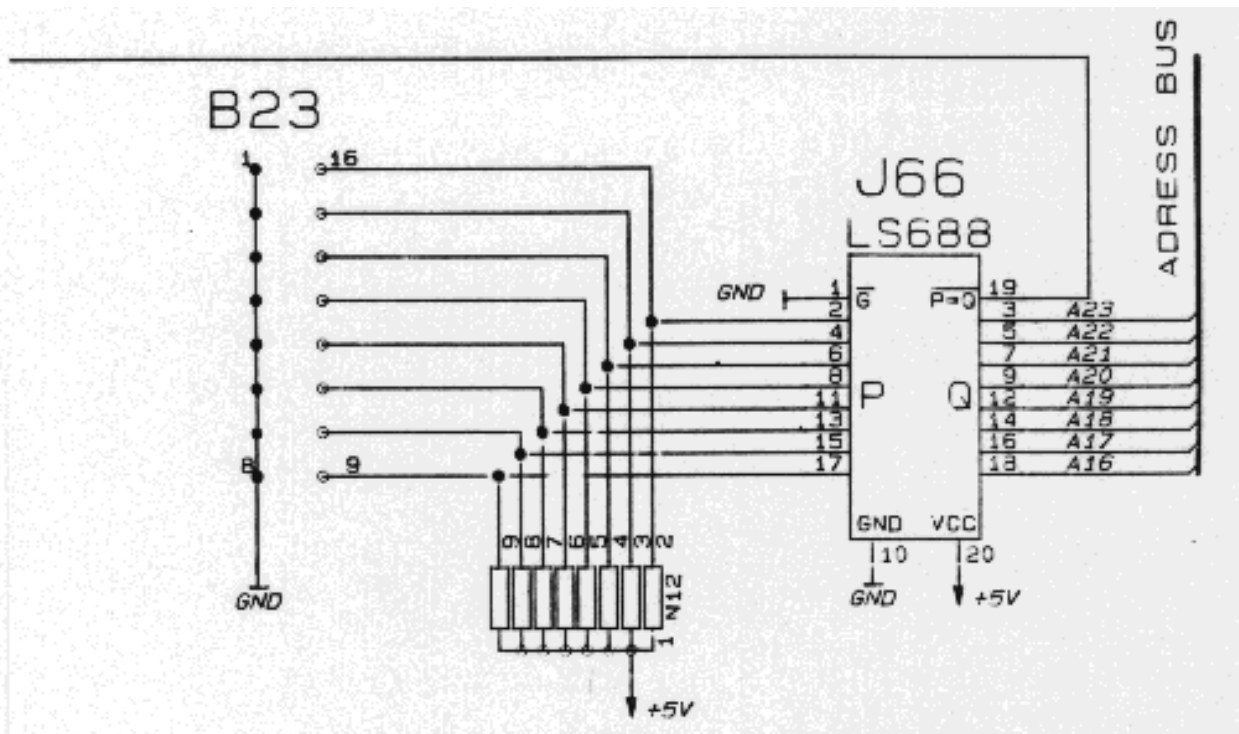 B23
1
16
8
9
GND
J66
LS688
ADRESS BUS
GND
1
G
P=Q
19
2
3
A23
4
5
A22
6
7
A21
8
9
A20
11
P
Q
12
A19
13
14
A18
15
16
A17
17
18
A16
GND
VCC
10
20
GND
+5V
9
8
7
6
5
4
3
2
N12
1
+5V